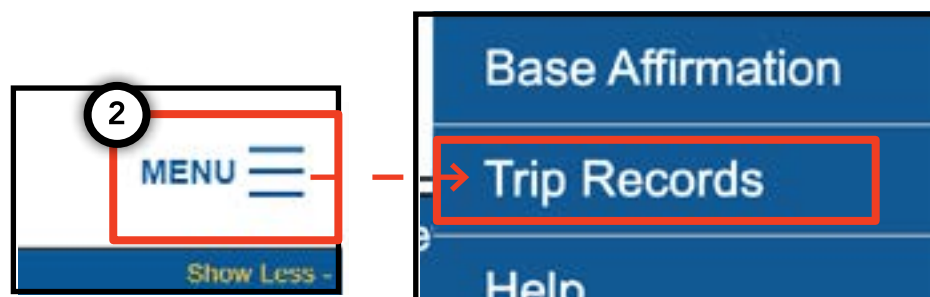 2
MENU
Show Less -
Base Affirmation
Trip Records
Help